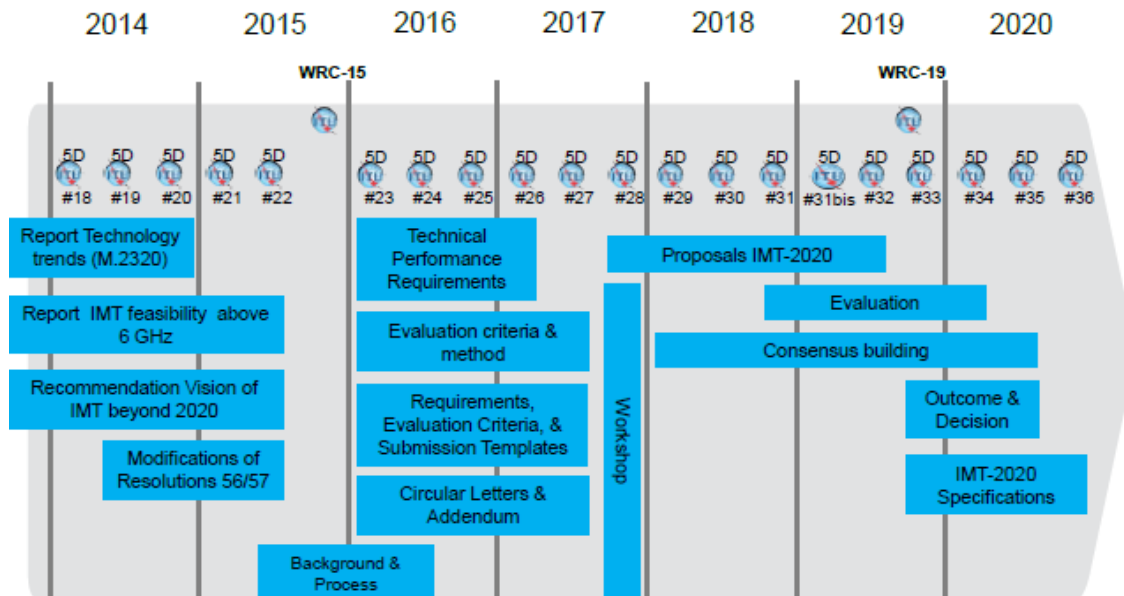 2014 2015 2016 2017 2018 2019 2020
WRC-15 WRC-19
5D 5D 5D 5D 5D 5D 5D 5D 5D 5D 5D 5D 5D 5D 5D 5D 5D 5D 5D 5D
#18 #19 #20 #21 #22 #23 #24 #25 #26 #27 #28 #29 #30 #31 #31bis #32 #33 #34 #35 #36
Report Technology
trends (M.2320)
Technical
Performance
Requirements
Proposals IMT-2020
Report IMT feasibility above
6 GHz
Evaluation criteria &
method
Evaluation
Consensus building
Recommendation Vision of
IMT beyond 2020
Requirements,
Evaluation Criteria, &
Submission Templates
Workshop
Outcome &
Decision
Modifications of
Resolutions 56/57
Circular Letters &
Addendum
IMT-2020
Specifications
Background &
Process